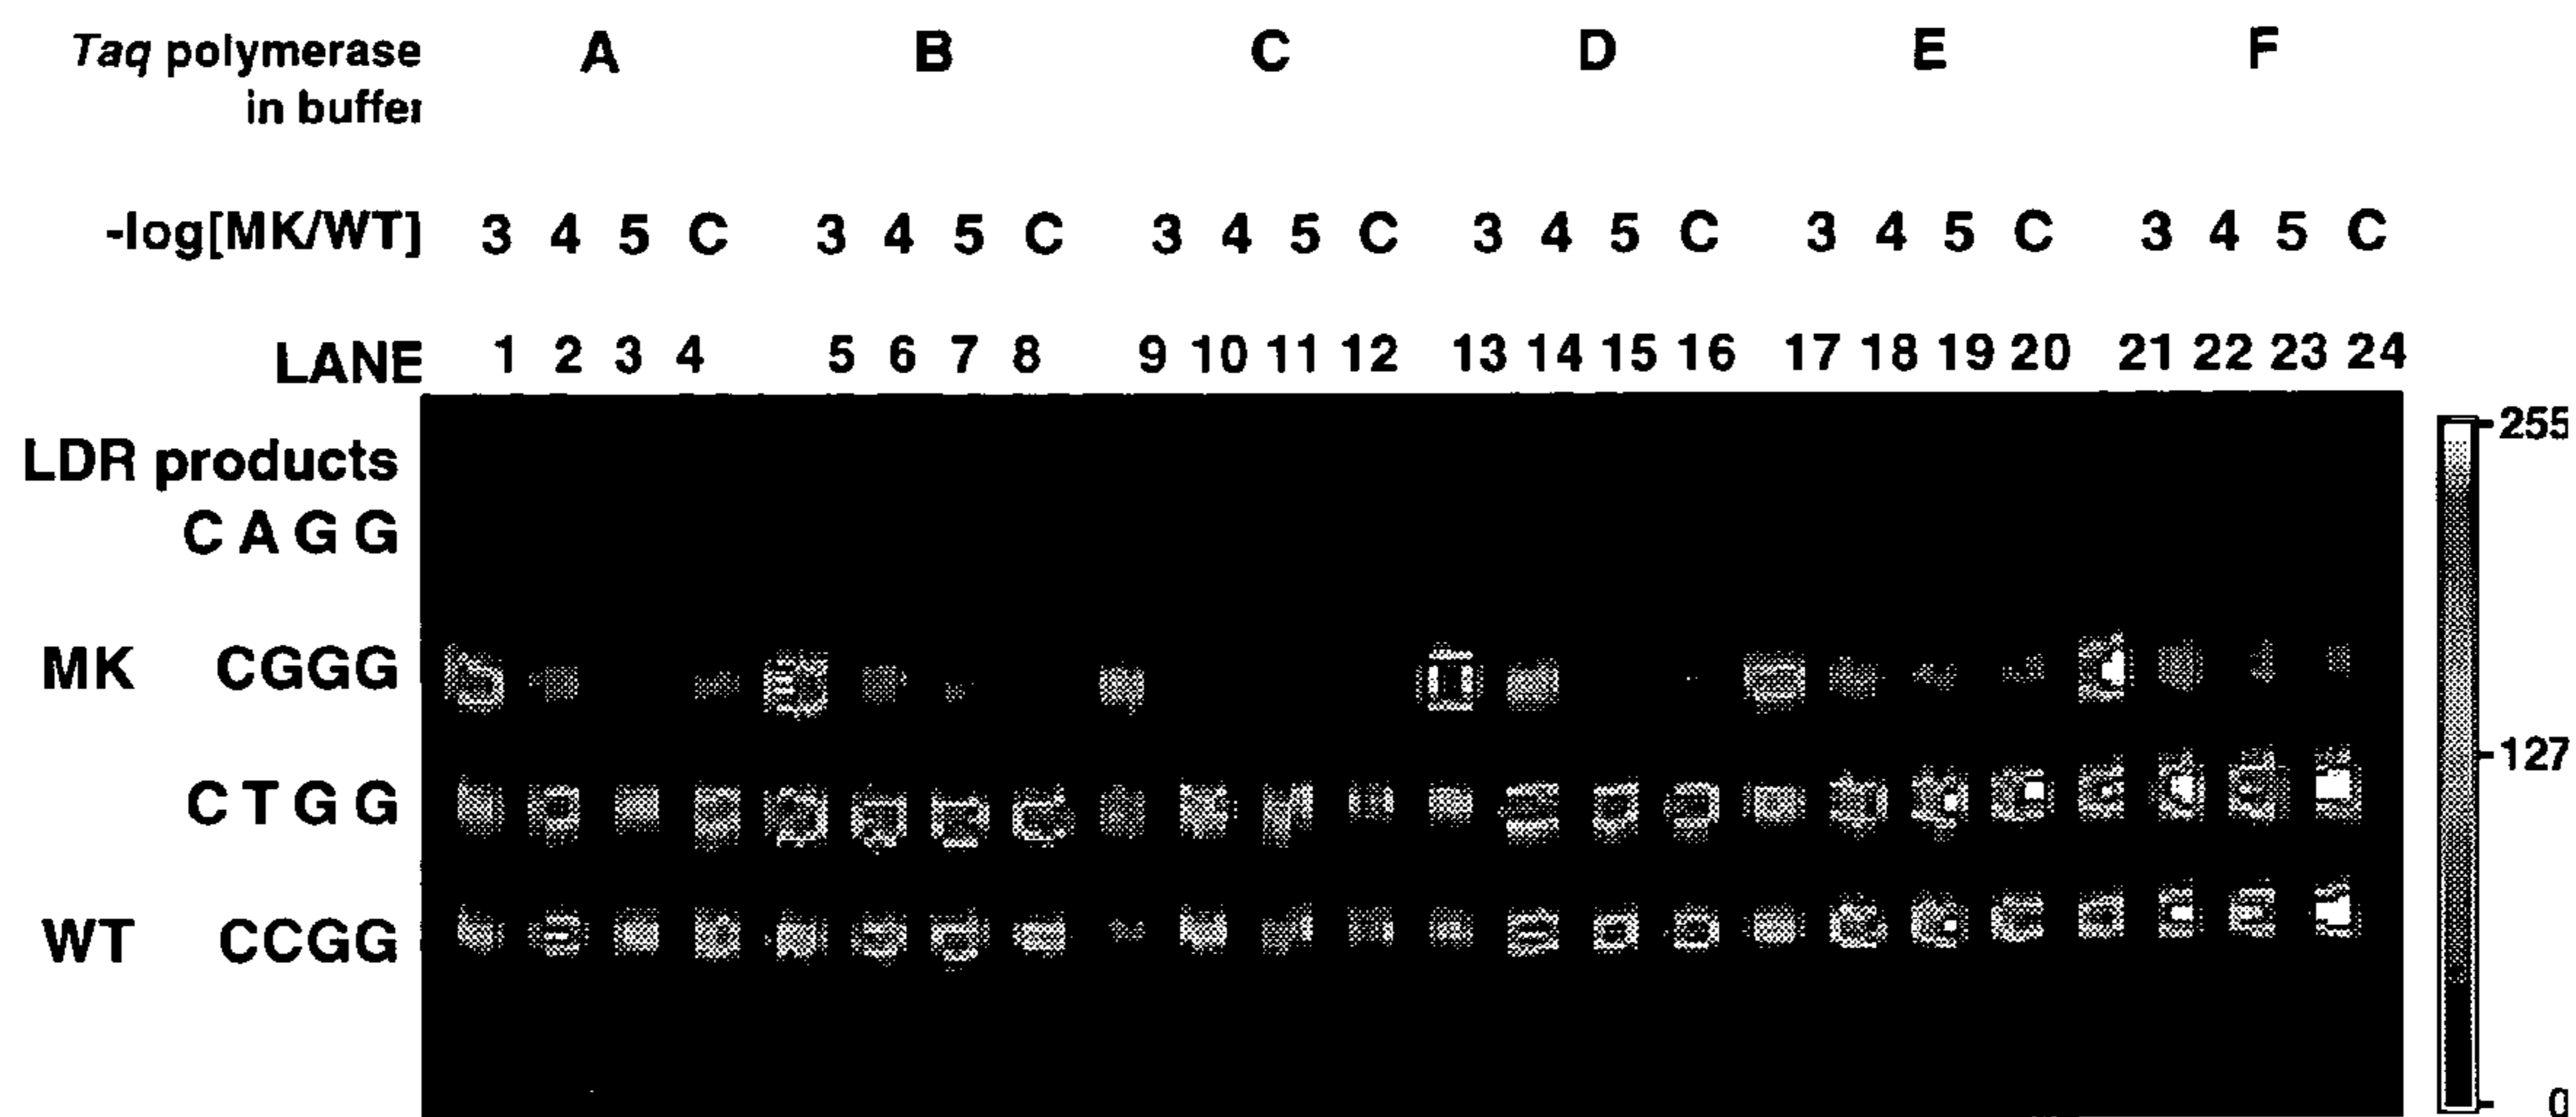 Taq polymerase A B C D E F
in buffer
-log[MK/WT] 3 4 5 C 3 4 5 C 3 4 5 C 3 4 5 C 3 4 5 C 3 4 5 C
LANE 1 2 3 4 5 6 7 8 9 10 11 12 13 14 15 16 17 18 19 20 21 22 23 24
255
LDR products
C A G G
MK CGGG
127
C T G G
WT CCGG
0